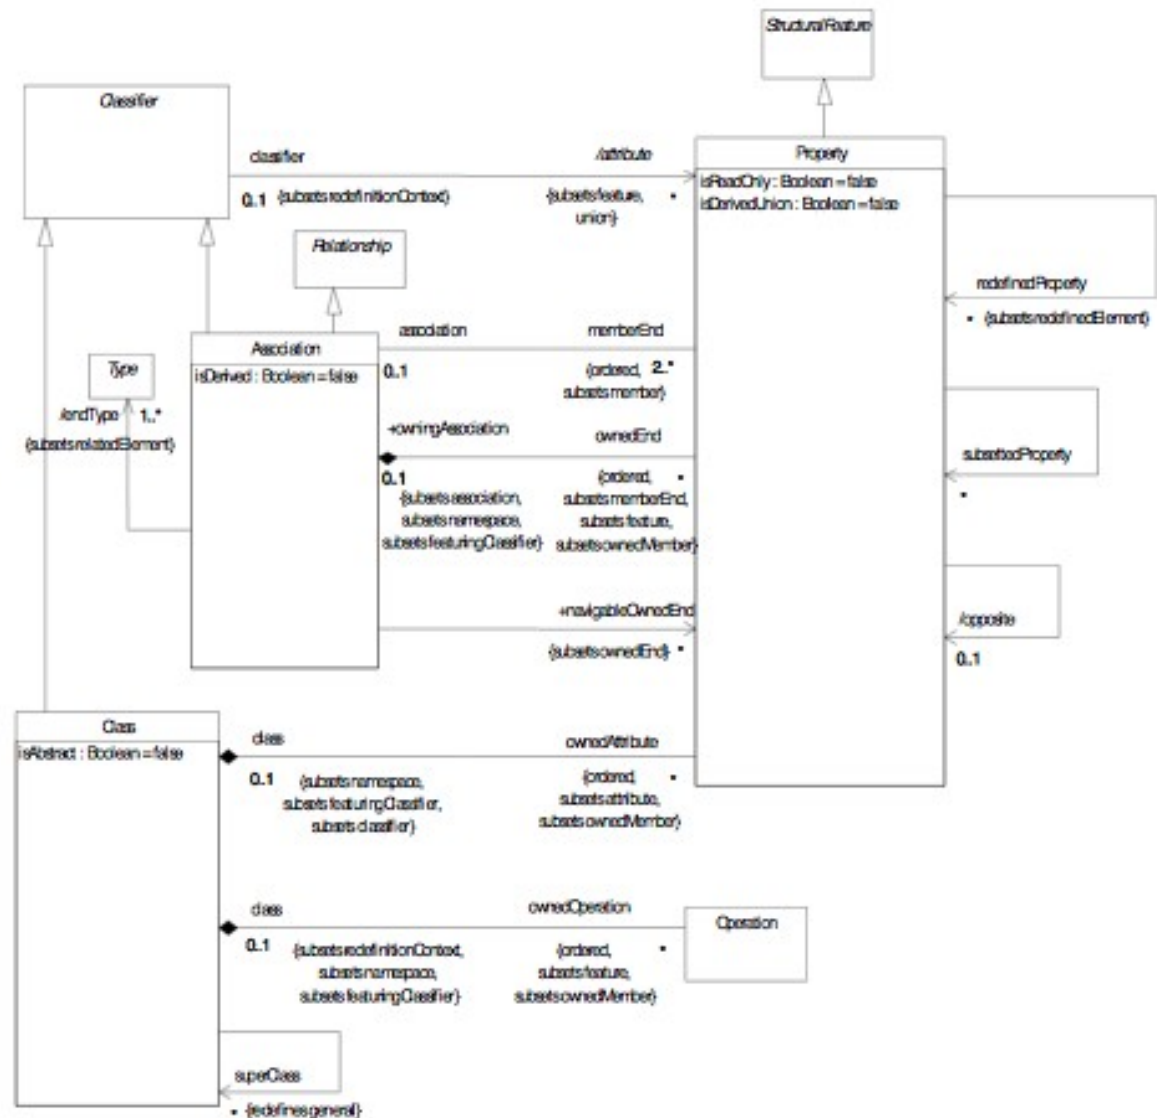 StructuralFeature
Classifier
Property
isReadOnly : Boolean = false
isDerivedUnion : Boolean = false
classifier
/attribute
0..1 {subsets redefinitionContext}
{subsets feature, *
union}
Relationship
redefinedProperty
* {subsets redefinedElement}
association
memberEnd
Association
isDerived : Boolean = false
0..1
{ordered, 2..*
subsets member}
Type
/endType 1..*
{subsets relatedElement}
+owningAssociation
ownedEnd
0..1
{subsets association,
subsets namespace,
subsets featuringClassifier}
{ordered, *
subsets memberEnd,
subsets feature,
subsets ownedMember}
subsettedProperty
*
+navigableOwnedEnd
{subsets ownedEnd} *
/opposite
0..1
Class
isAbstract : Boolean = false
class
ownedAttribute
0..1 {subsets namespace,
subsets featuringClassifier,
subsets classifier}
{ordered, *
subsets attribute,
subsets ownedMember}
class
ownedOperation
Operation
0..1 {subsets redefinitionContext,
subsets namespace,
subsets featuringClassifier}
{ordered, *
subsets feature,
subsets ownedMember}
superClass
* {redefines general}